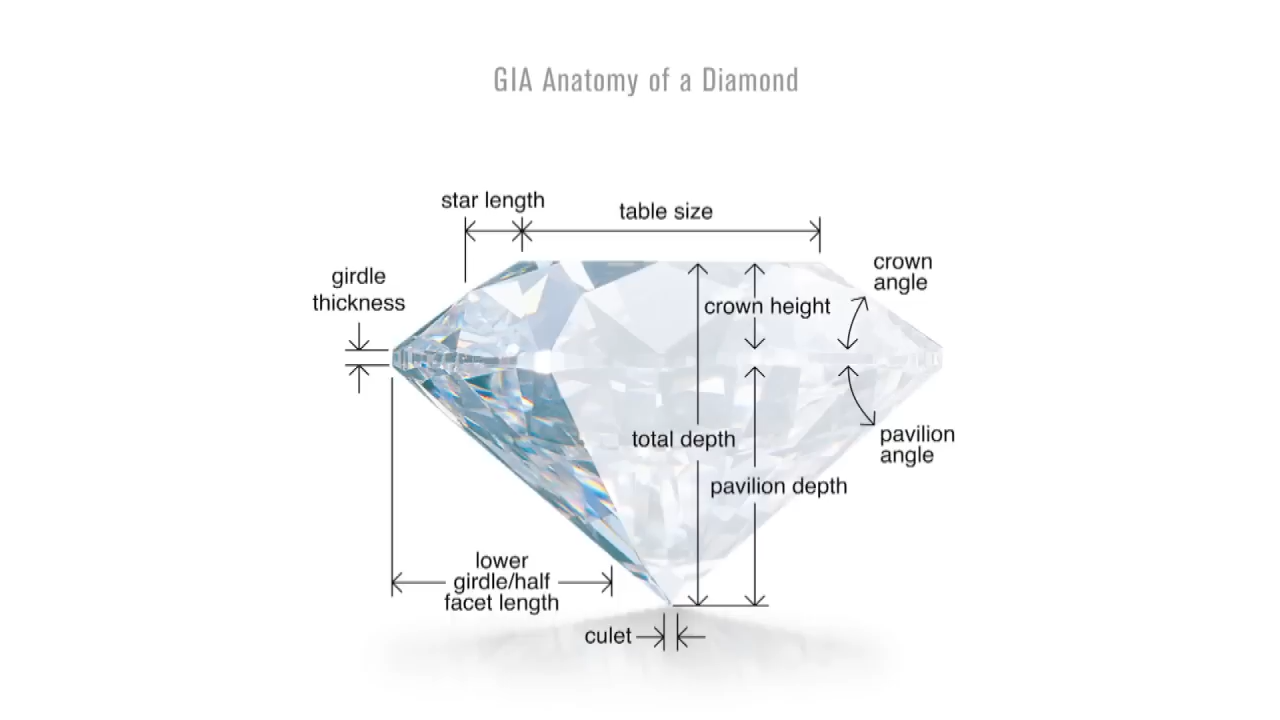 GIA Anatomy of a Diamond
star length
table size
girdle
thickness
crown
angle
crown height
total depth
pavilion
angle
pavilion depth
lower
girdle/half
facet length
culet